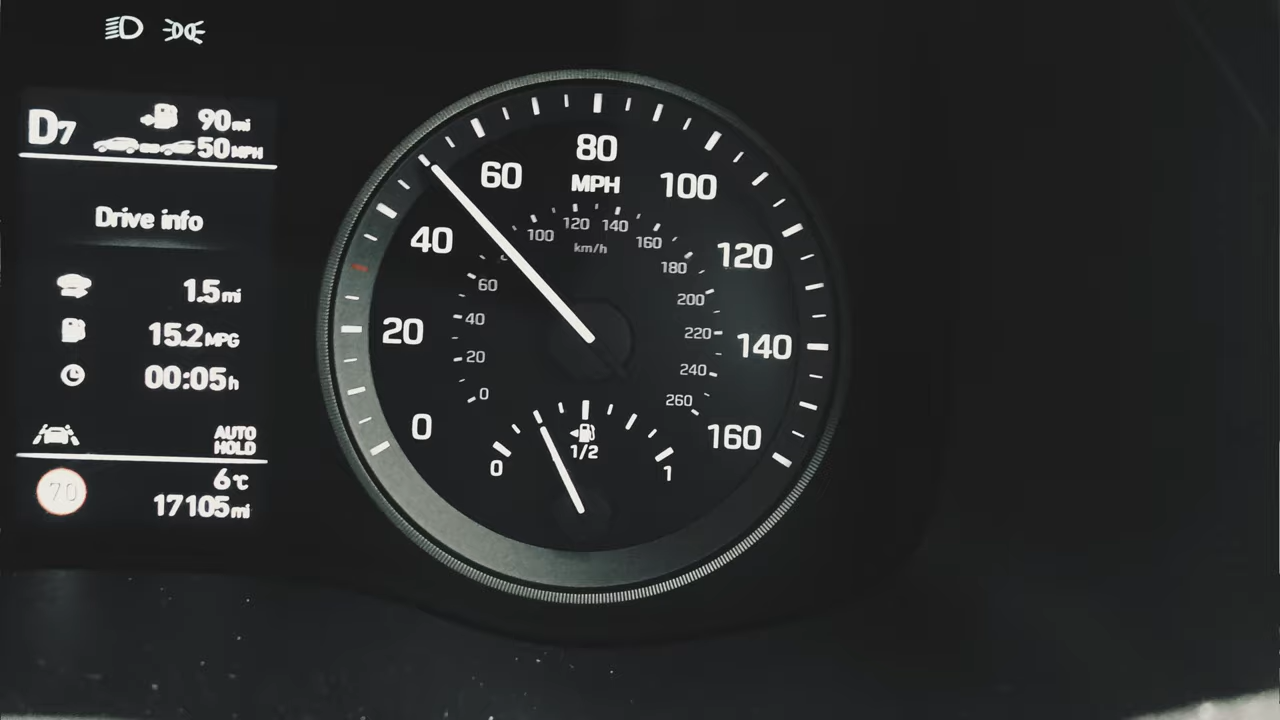 D7
90mi
50MPH
Drive info
1.5mi
15.2MPG
00:05h
AUTO
HOLD
70
6℃
17105mi
80
60
MPH
100
40
120
20
140
0
160
120 140
100
160
km/h
180
60
200
40
220
20
240
0
260
1/2
0
1